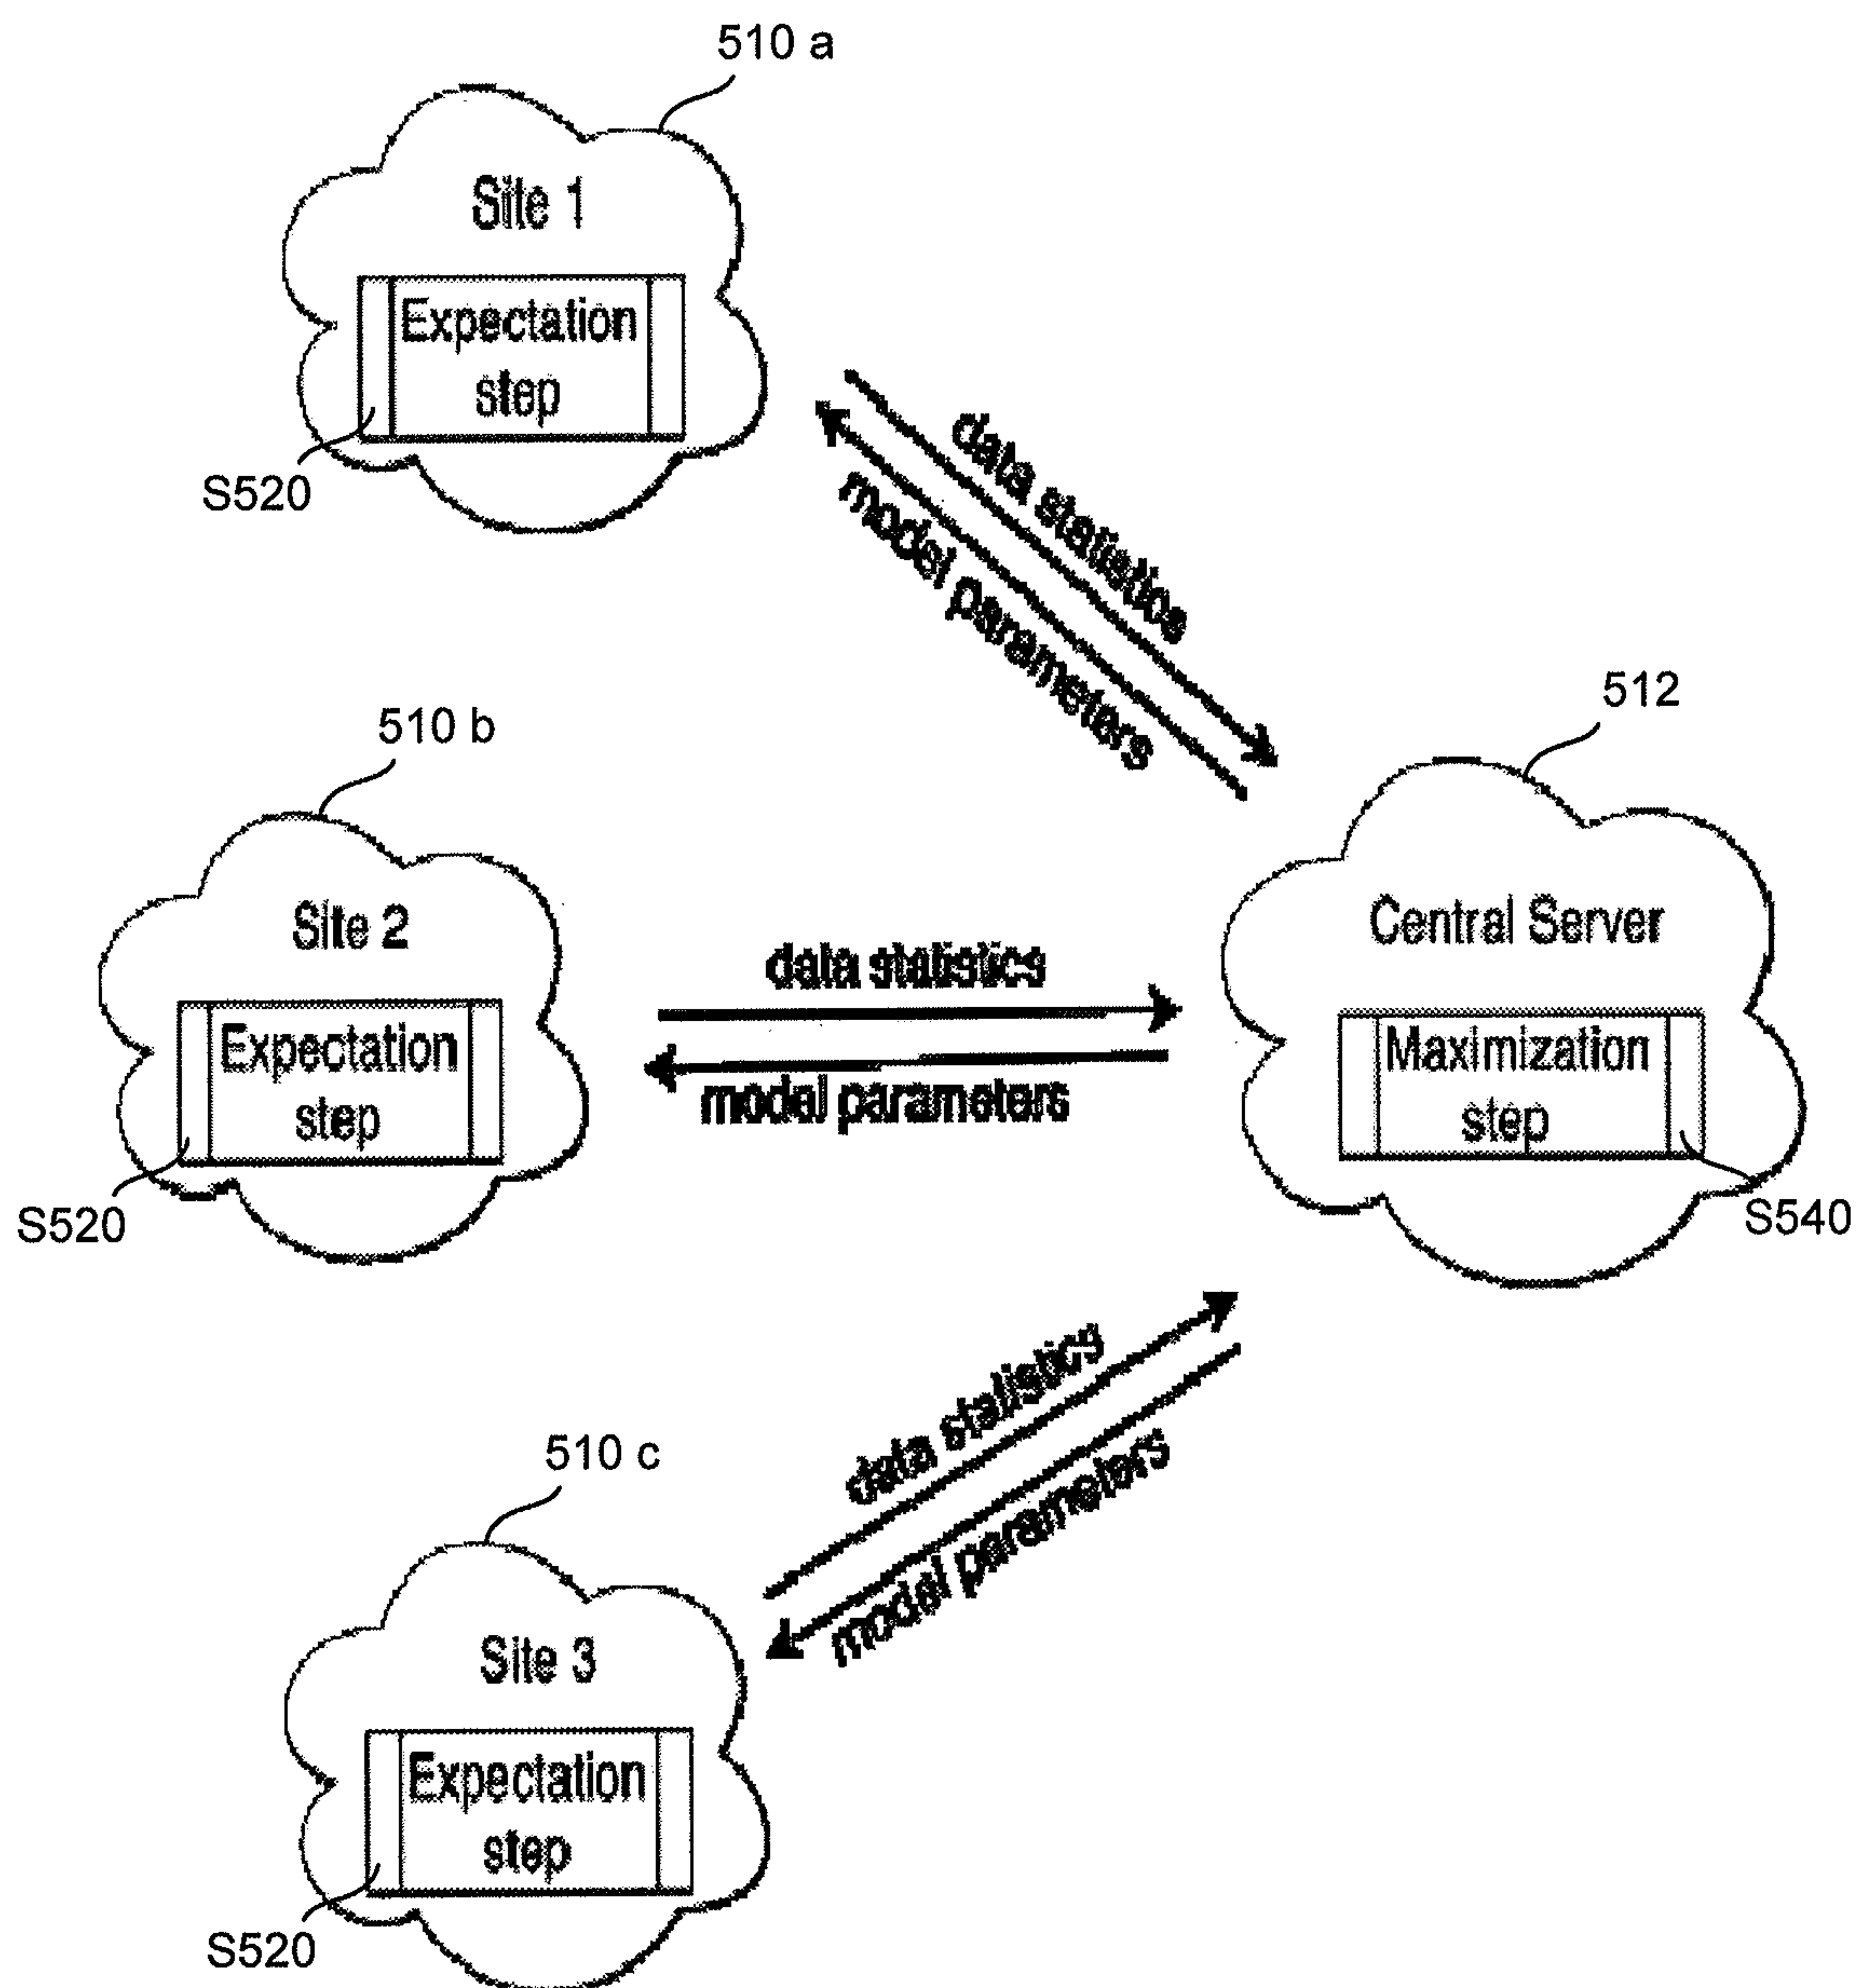 510 a
Site 1
Expectation
step
S520
data statistics
model parameters
510 b
Site 2
Expectation
step
S520
data statistics
model parameters
512
Central Server
Maximization
step
S540
data statistics
model parameters
510 c
Site 3
Expectation
step
S520